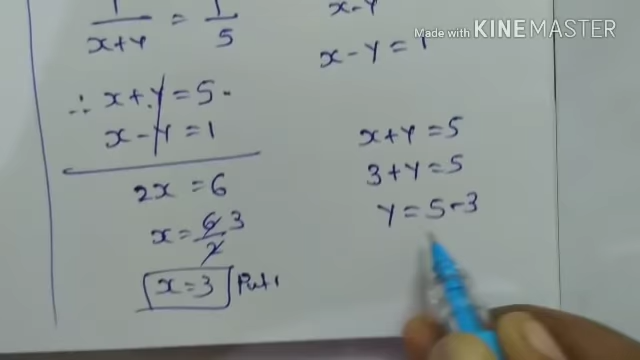 Made with KINEMASTER
1/(x+y) = 1/5
x-y
x-y=1
∴ x+y=5.
x-y=1
2x=6
x=6/2 3
x=3 Put
x+y=5
3+y=5
y=5-3